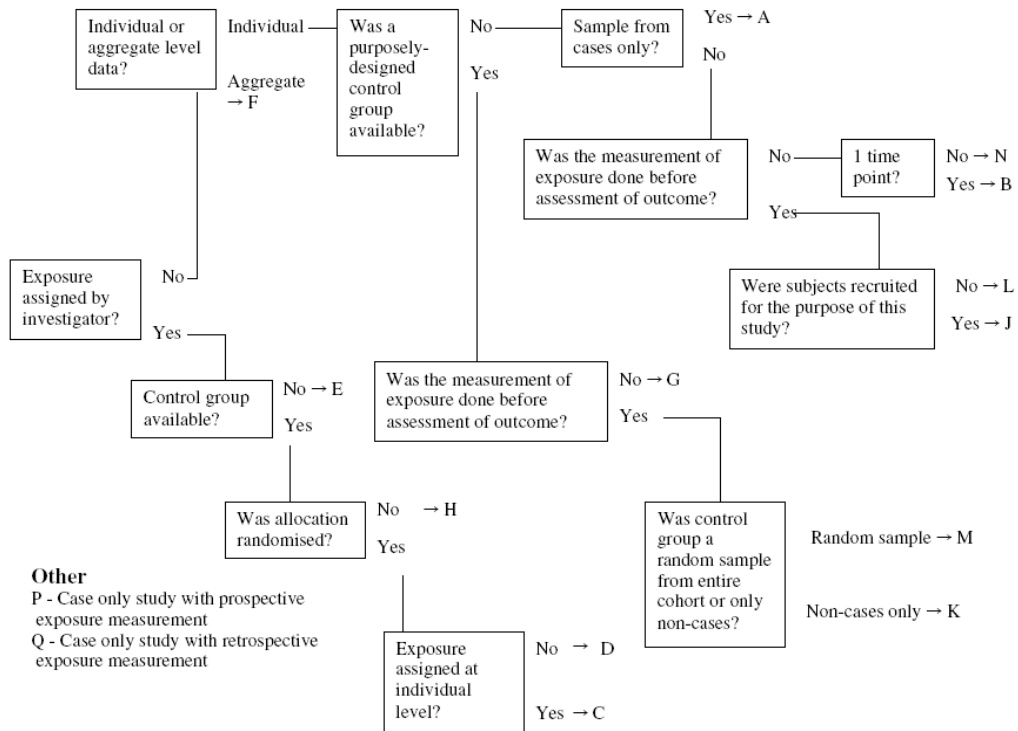 Individual or
aggregate level
data?
Individual
Aggregate
→ F
Was a
purposely-
designed
control
group
available?
No
Yes
Sample from
cases only?
Yes → A
No
Was the measurement of
exposure done before
assessment of outcome?
No
Yes
1 time
point?
No → N
Yes → B
Were subjects recruited
for the purpose of this
study?
No → L
Yes → J
Exposure
assigned by
investigator?
No
Yes
Control group
available?
No → E
Yes
Was the measurement of
exposure done before
assessment of outcome?
No → G
Yes
Was allocation
randomised?
No → H
Yes
Was control
group a
random sample
from entire
cohort or only
non-cases?
Random sample → M
Non-cases only → K
Other
P - Case only study with prospective
exposure measurement
Q - Case only study with retrospective
exposure measurement
Exposure
assigned at
individual
level?
No → D
Yes → C